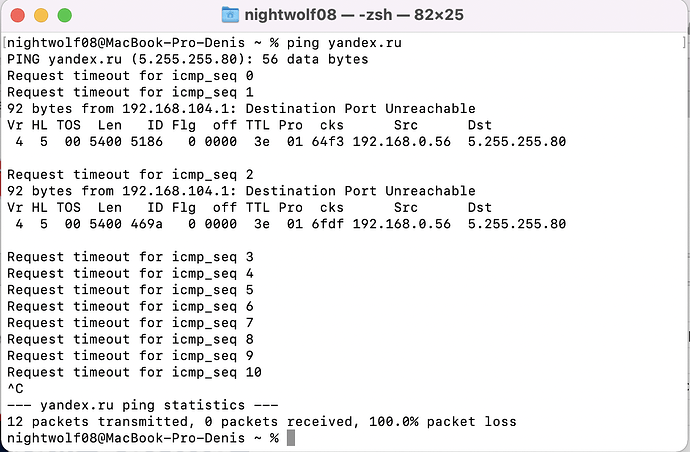 nightwolf08 — -zsh — 82×25
[nightwolf08@MacBook-Pro-Denis ~ % ping yandex.ru ]
PING yandex.ru (5.255.255.80): 56 data bytes
Request timeout for icmp_seq 0
Request timeout for icmp_seq 1
92 bytes from 192.168.104.1: Destination Port Unreachable
Vr HL TOS  Len   ID Flg  off TTL Pro  cks      Src      Dst
 4  5  00 5400 5186   0 0000  3e  01 64f3 192.168.0.56  5.255.255.80
Request timeout for icmp_seq 2
92 bytes from 192.168.104.1: Destination Port Unreachable
Vr HL TOS  Len   ID Flg  off TTL Pro  cks      Src      Dst
 4  5  00 5400 469a   0 0000  3e  01 6fdf 192.168.0.56  5.255.255.80
Request timeout for icmp_seq 3
Request timeout for icmp_seq 4
Request timeout for icmp_seq 5
Request timeout for icmp_seq 6
Request timeout for icmp_seq 7
Request timeout for icmp_seq 8
Request timeout for icmp_seq 9
Request timeout for icmp_seq 10
^C
--- yandex.ru ping statistics ---
12 packets transmitted, 0 packets received, 100.0% packet loss
nightwolf08@MacBook-Pro-Denis ~ %